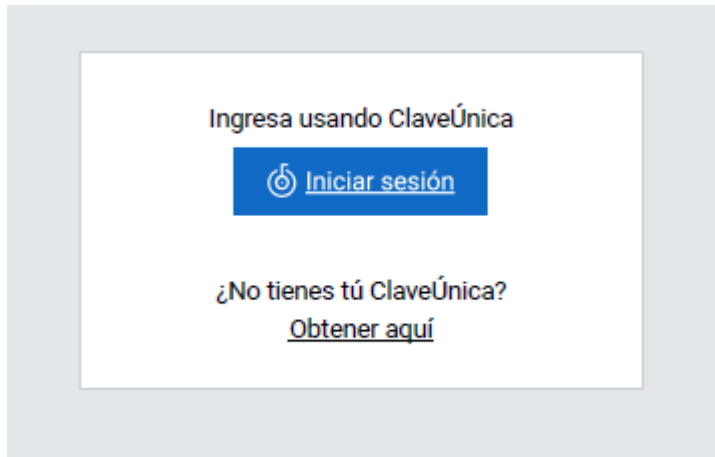 Ingresa usando ClaveÚnica
Iniciar sesión
¿No tienes tú ClaveÚnica?
Obtener aquí